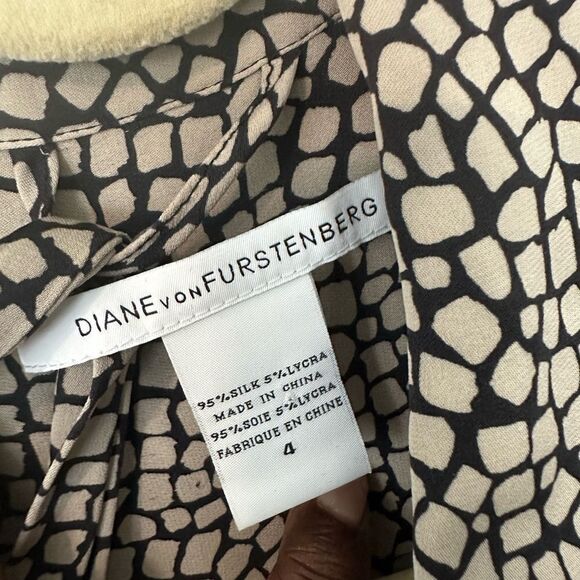 DIANE VON FURSTENBERG
95%SILK 5%LYCRA
MADE IN CHINA
95%SOIE 5%LYCRA
FABRIQUE EN CHINE
4